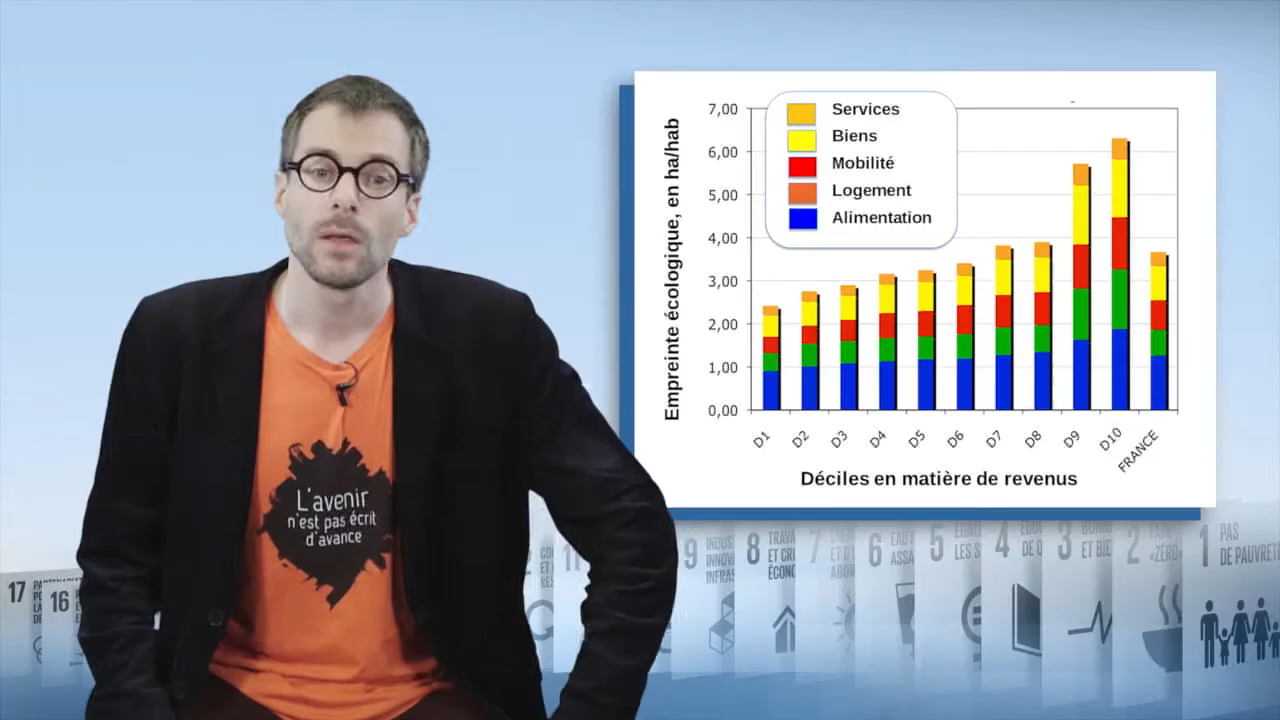 7,00
6,00
5,00
4,00
3,00
2,00
1,00
0,00
Empreinte écologique, en ha/hab
Services
Biens
Mobilité
Logement
Alimentation
D1
D2
D3
D4
D5
D6
D7
D8
D9
D10
FRANCE
Déciles en matière de revenus
L'avenir
n'est pas écrit
d'avance
17
16
9
8
7
6
5
4
3
2
1 PAS
DE PAUVRETÉ